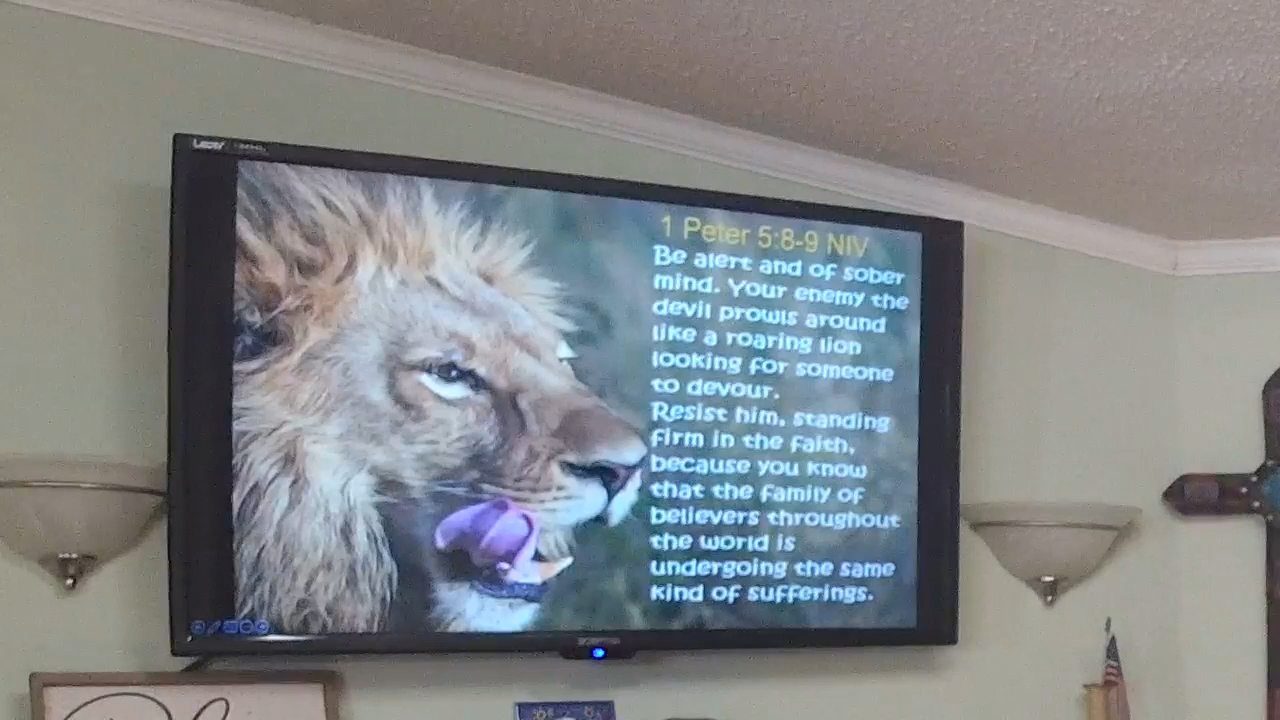 1 Peter 5:8-9 NIV
Be alert and of sober
mind. Your enemy the
devil prowls around
like a roaring lion
looking for someone
to devour.
Resist him, standing
firm in the faith,
because you know
that the family of
believers throughout
the world is
undergoing the same
kind of sufferings.